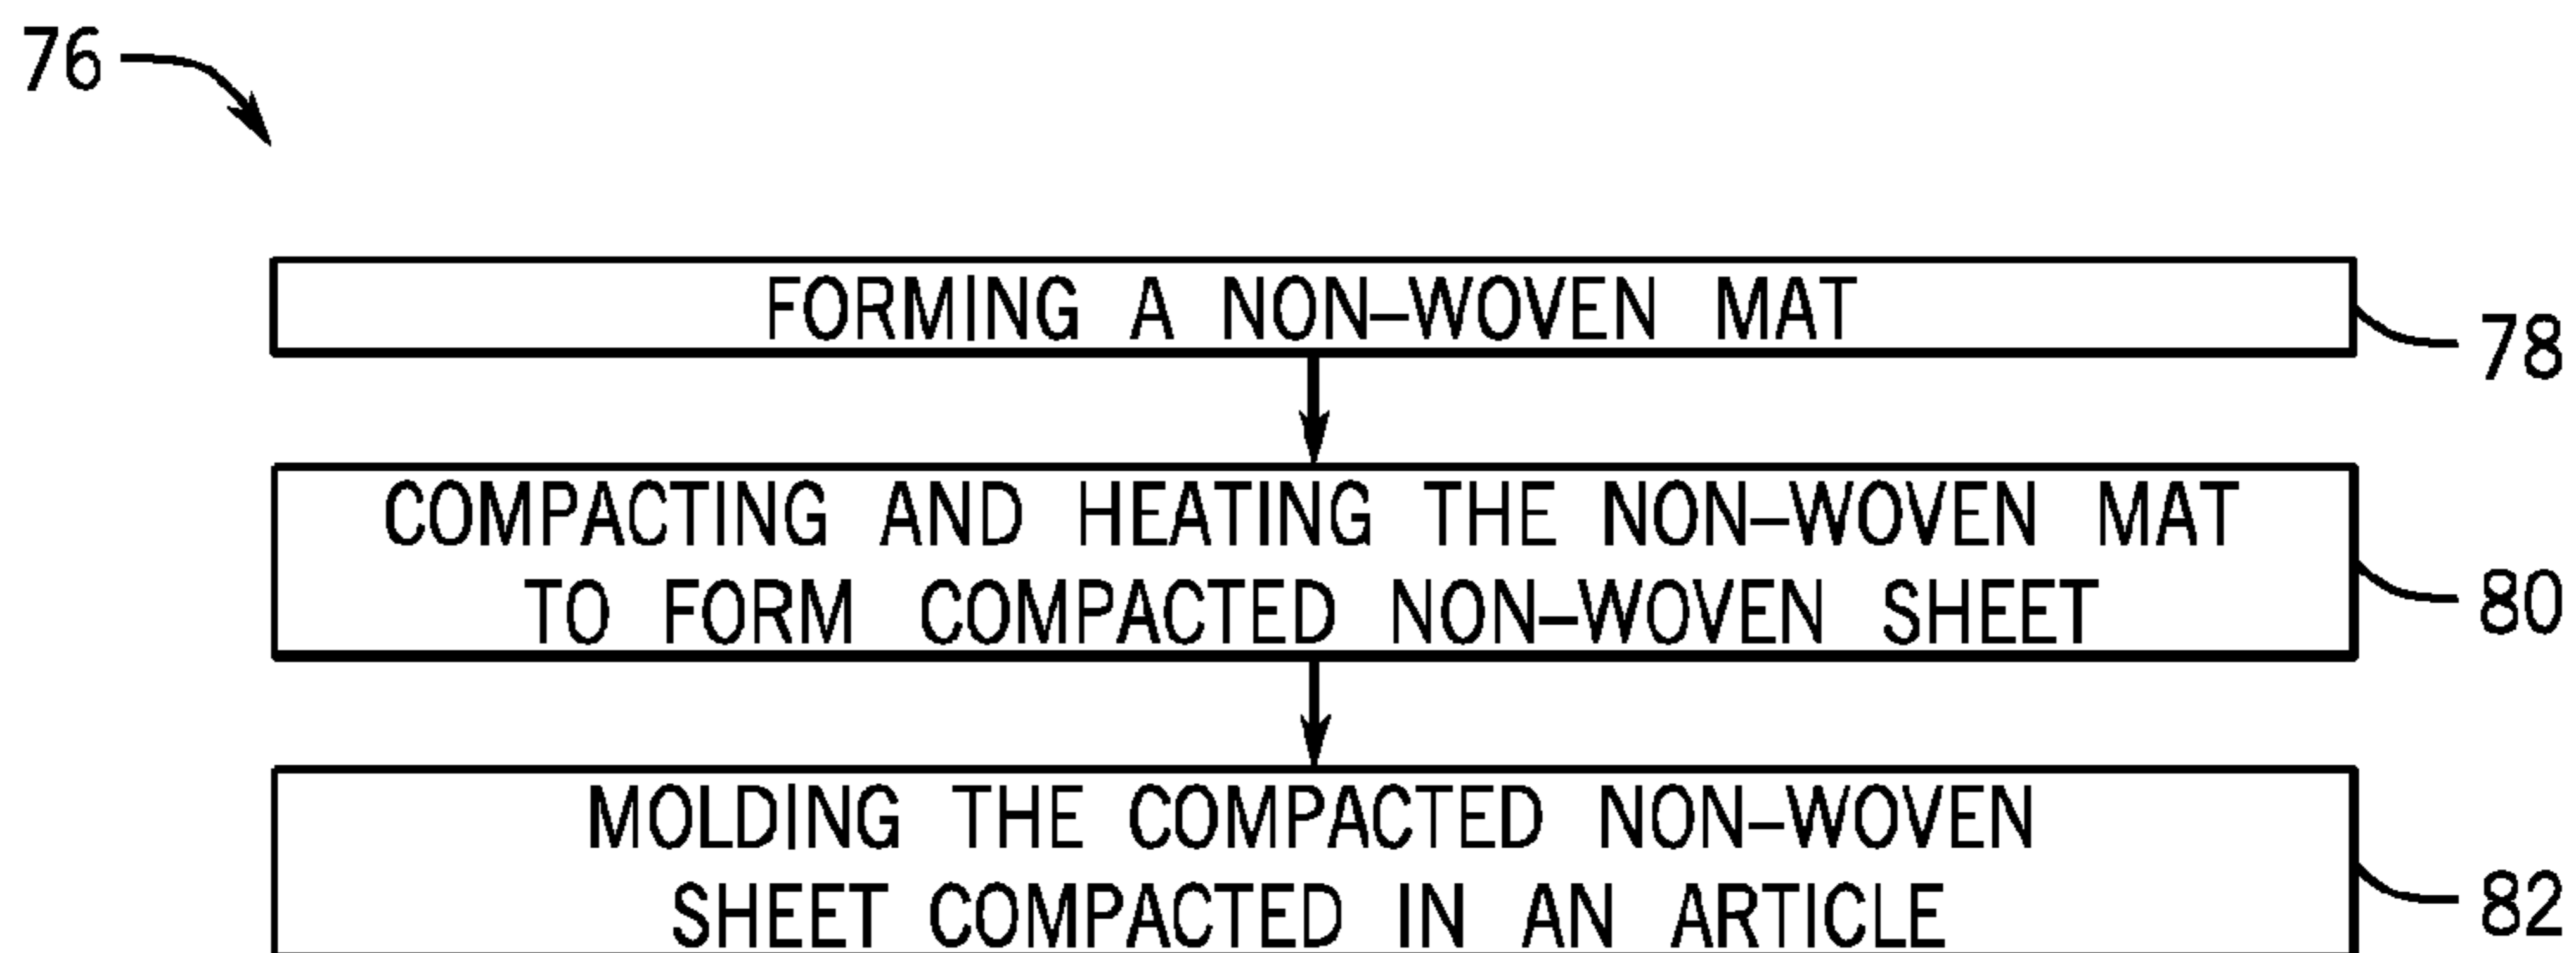 76
FORMING A NON–WOVEN MAT
78
COMPACTING AND HEATING THE NON–WOVEN MAT
TO FORM COMPACTED NON–WOVEN SHEET
80
MOLDING THE COMPACTED NON–WOVEN
SHEET COMPACTED IN AN ARTICLE
82